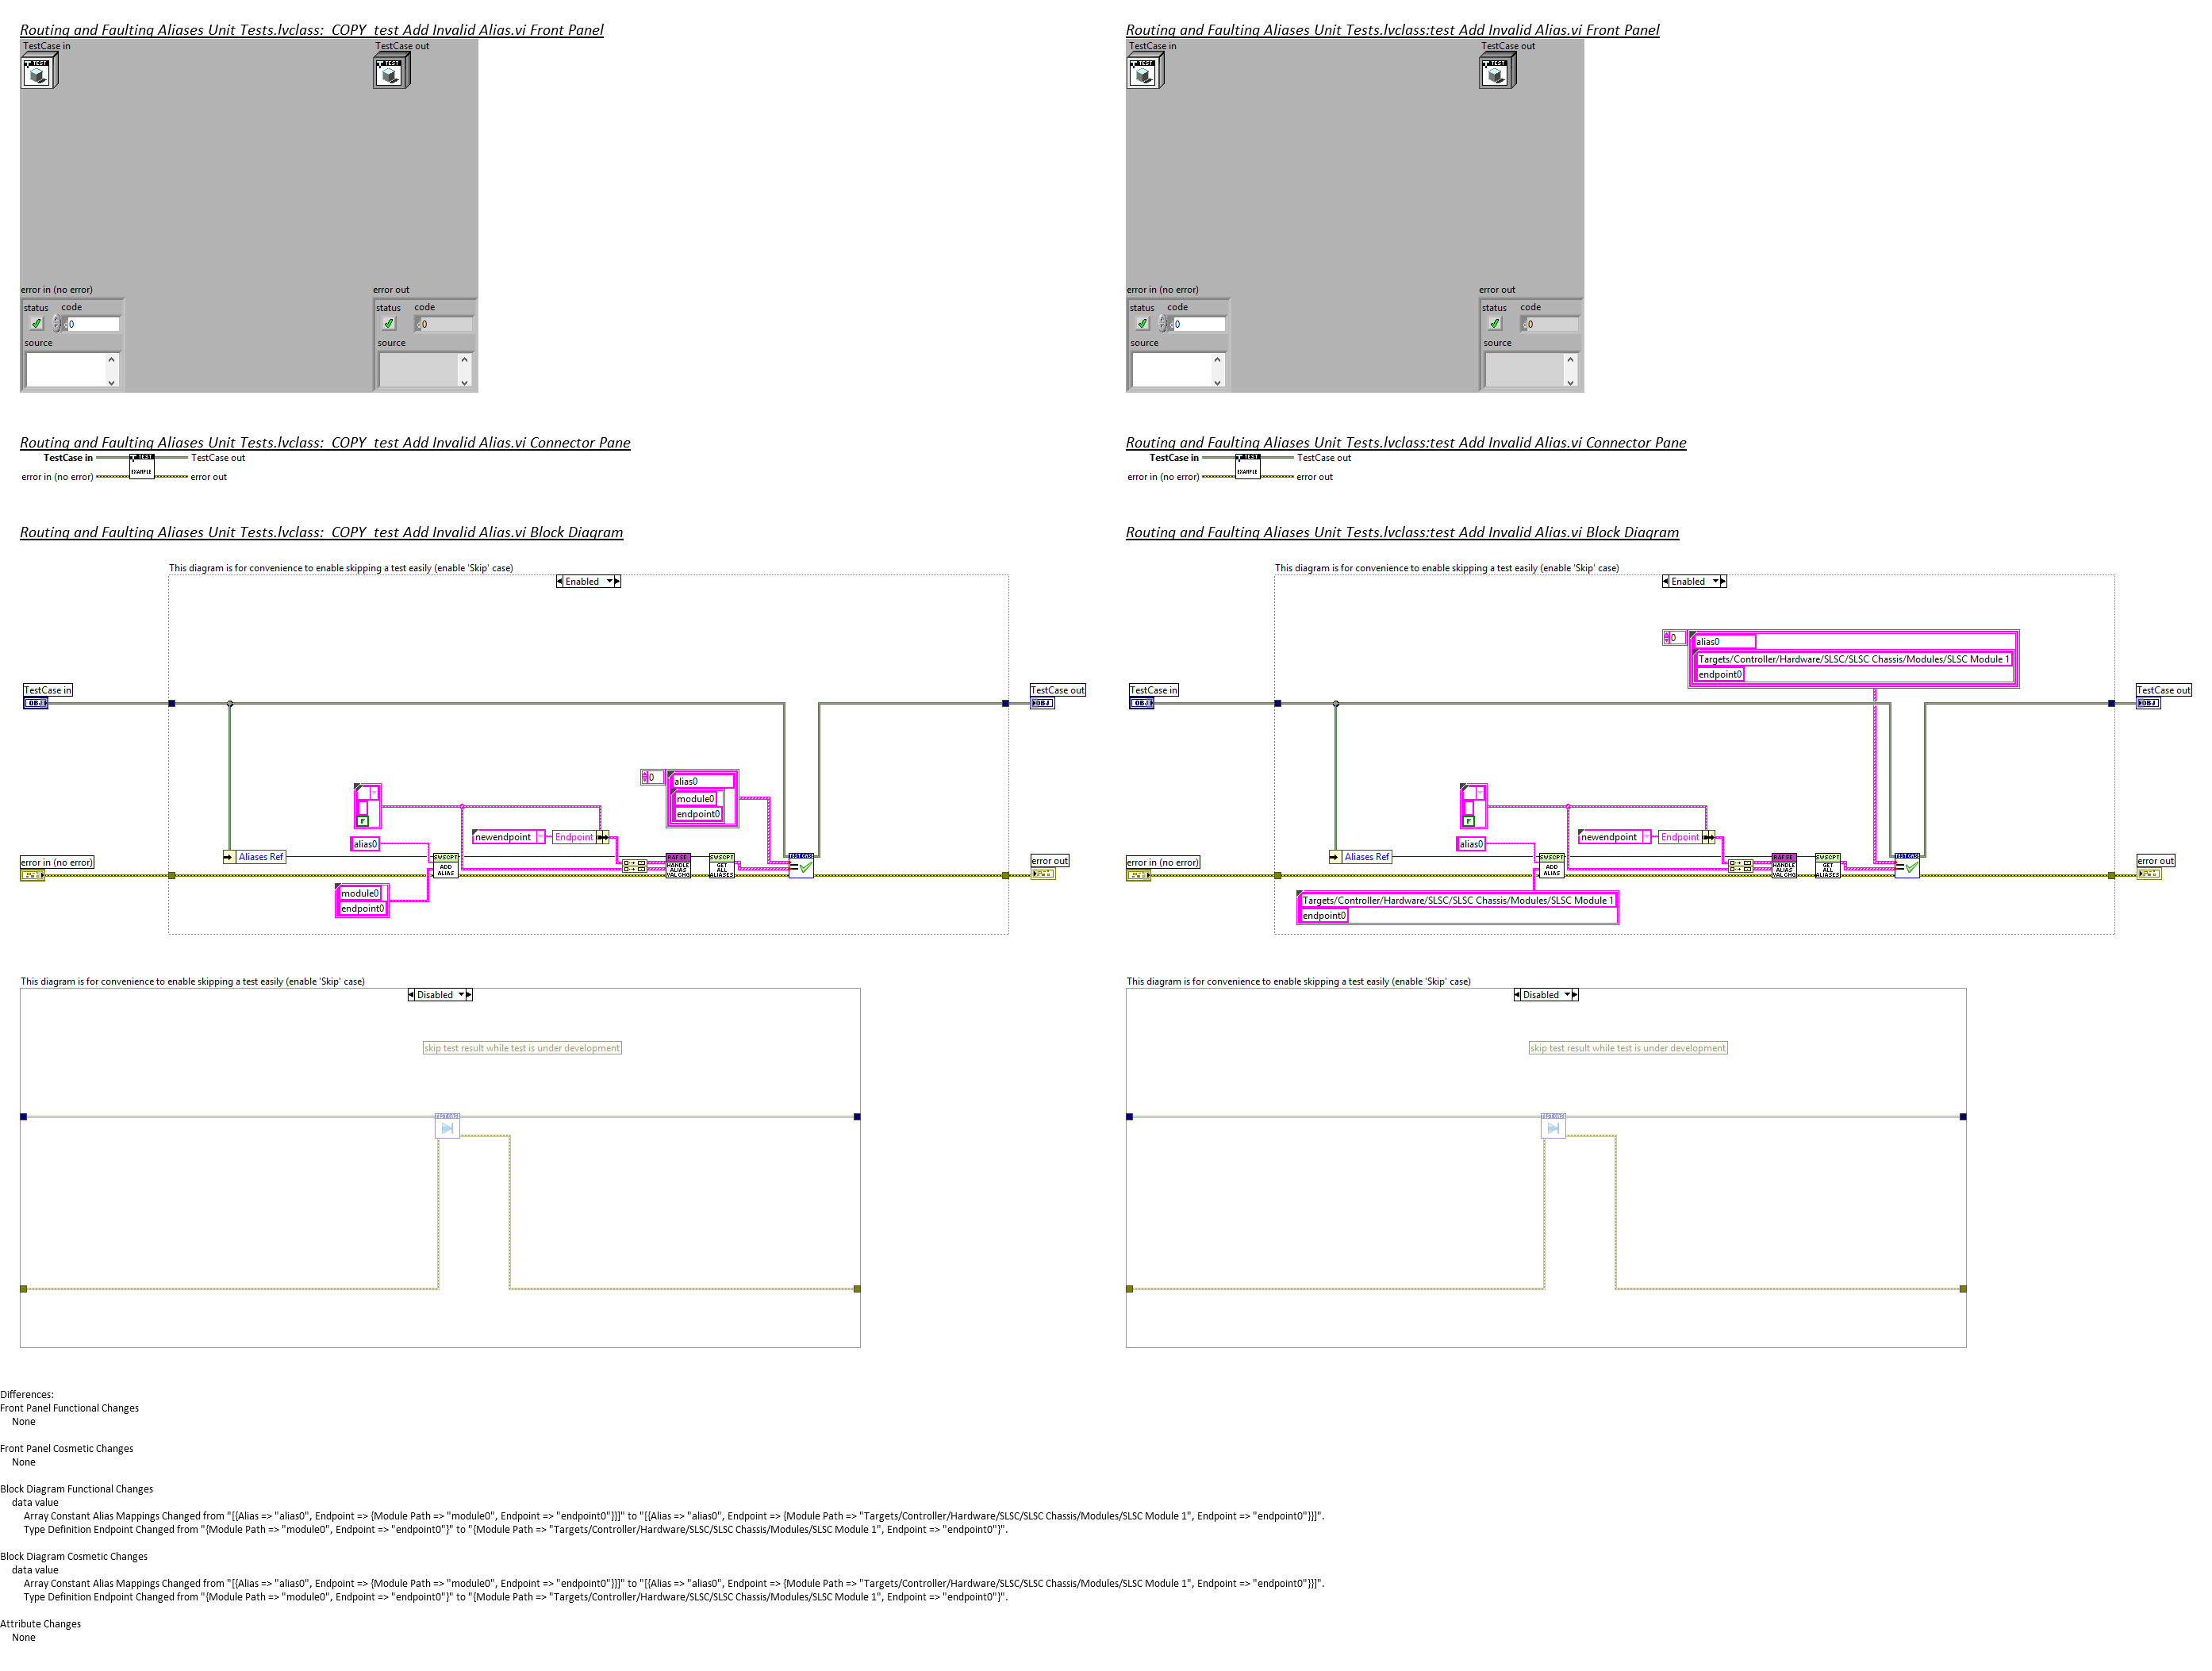 Routing and Faulting Aliases Unit Tests.lvclass:_COPY_test Add Invalid Alias.vi Front Panel
TestCase in
TestCase out
TEST
TEST
error in (no error)
error out
status code
0
source
status code
0
source
Routing and Faulting Aliases Unit Tests.lvclass:_COPY_test Add Invalid Alias.vi Connector Pane
TestCase in
TEST
EXAMPLE
TestCase out
error in (no error)
error out
Routing and Faulting Aliases Unit Tests.lvclass:_COPY_test Add Invalid Alias.vi Block Diagram
This diagram is for convenience to enable skipping a test easily (enable 'Skip' case)
Enabled
TestCase in
OBJ
TestCase out
OBJ
0
alias0
module0
endpoint0
r
newendpoint
Endpoint
alias0
Aliases Ref
SWSCPT
ADD
ALIAS
RAF SE
HANDLE
ALIAS
VAL CHG
SWSCPT
GET
ALL
ALIASES
error in (no error)
error out
module0
endpoint0
This diagram is for convenience to enable skipping a test easily (enable 'Skip' case)
Disabled
skip test result while test is under development
Routing and Faulting Aliases Unit Tests.lvclass:test Add Invalid Alias.vi Front Panel
TestCase in
TestCase out
TEST
TEST
error in (no error)
error out
status code
0
source
status code
0
source
Routing and Faulting Aliases Unit Tests.lvclass:test Add Invalid Alias.vi Connector Pane
TestCase in
TEST
EXAMPLE
TestCase out
error in (no error)
error out
Routing and Faulting Aliases Unit Tests.lvclass:test Add Invalid Alias.vi Block Diagram
This diagram is for convenience to enable skipping a test easily (enable 'Skip' case)
Enabled
0
alias0
Targets/Controller/Hardware/SLSC/SLSC Chassis/Modules/SLSC Module 1
endpoint0
TestCase in
OBJ
TestCase out
OBJ
r
newendpoint
Endpoint
alias0
Aliases Ref
SWSCPT
ADD
ALIAS
RAF SE
HANDLE
ALIAS
VAL CHG
SWSCPT
GET
ALL
ALIASES
error in (no error)
error out
Targets/Controller/Hardware/SLSC/SLSC Chassis/Modules/SLSC Module 1
endpoint0
This diagram is for convenience to enable skipping a test easily (enable 'Skip' case)
Disabled
skip test result while test is under development
Differences:
Front Panel Functional Changes
None
Front Panel Cosmetic Changes
None
Block Diagram Functional Changes
data value
Array Constant Alias Mappings Changed from "[{Alias => "alias0", Endpoint => {Module Path => "module0", Endpoint => "endpoint0"}}]" to "[{Alias => "alias0", Endpoint => {Module Path => "Targets/Controller/Hardware/SLSC/SLSC Chassis/Modules/SLSC Module 1", Endpoint => "endpoint0"}}]".
Type Definition Endpoint Changed from "{Module Path => "module0", Endpoint => "endpoint0"}" to "{Module Path => "Targets/Controller/Hardware/SLSC/SLSC Chassis/Modules/SLSC Module 1", Endpoint => "endpoint0"}".
Block Diagram Cosmetic Changes
data value
Array Constant Alias Mappings Changed from "[{Alias => "alias0", Endpoint => {Module Path => "module0", Endpoint => "endpoint0"}}]" to "[{Alias => "alias0", Endpoint => {Module Path => "Targets/Controller/Hardware/SLSC/SLSC Chassis/Modules/SLSC Module 1", Endpoint => "endpoint0"}}]".
Type Definition Endpoint Changed from "{Module Path => "module0", Endpoint => "endpoint0"}" to "{Module Path => "Targets/Controller/Hardware/SLSC/SLSC Chassis/Modules/SLSC Module 1", Endpoint => "endpoint0"}".
Attribute Changes
None